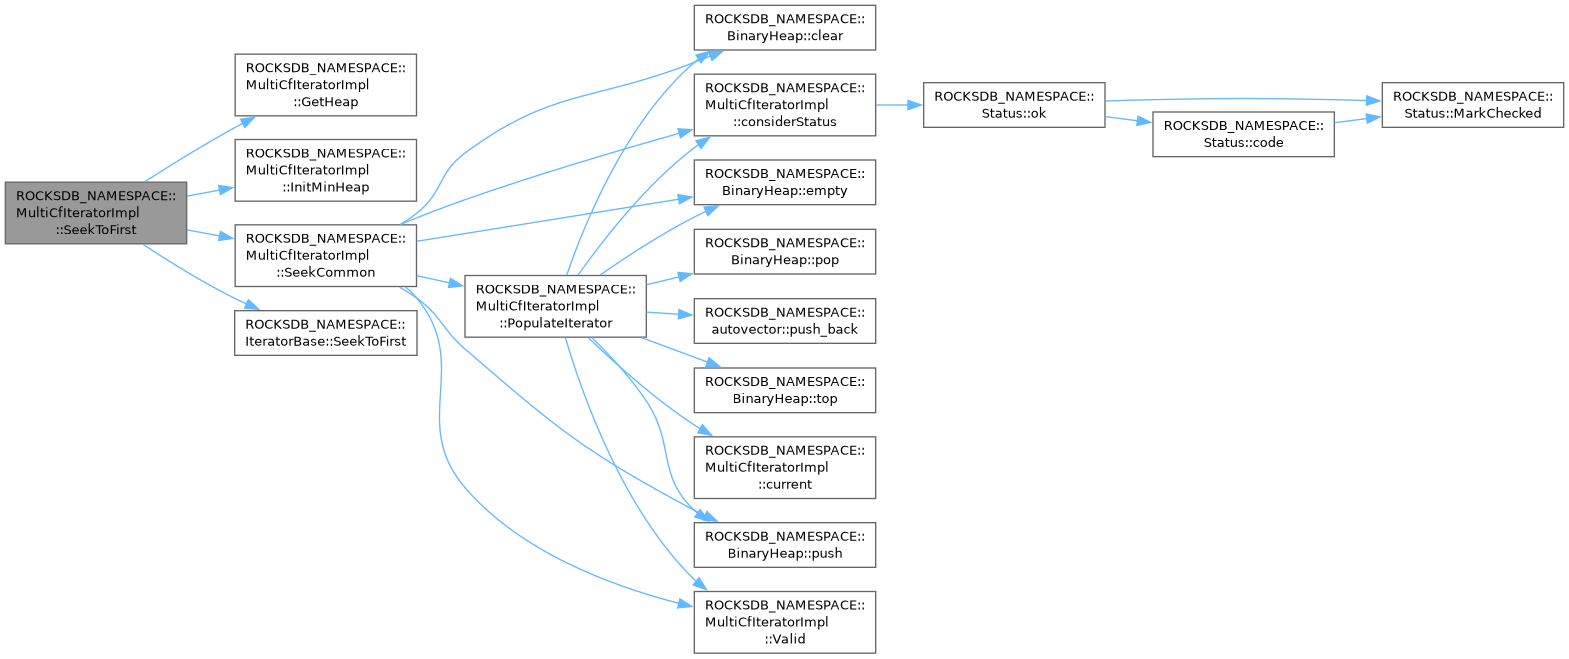 ROCKSDB_NAMESPACE::
MultiCfIteratorImpl
::SeekToFirst
ROCKSDB_NAMESPACE::
MultiCfIteratorImpl
::GetHeap
ROCKSDB_NAMESPACE::
MultiCfIteratorImpl
::InitMinHeap
ROCKSDB_NAMESPACE::
MultiCfIteratorImpl
::SeekCommon
ROCKSDB_NAMESPACE::
IteratorBase::SeekToFirst
ROCKSDB_NAMESPACE::
MultiCfIteratorImpl
::PopulateIterator
ROCKSDB_NAMESPACE::
BinaryHeap::clear
ROCKSDB_NAMESPACE::
MultiCfIteratorImpl
::considerStatus
ROCKSDB_NAMESPACE::
BinaryHeap::empty
ROCKSDB_NAMESPACE::
BinaryHeap::pop
ROCKSDB_NAMESPACE::
autovector::push_back
ROCKSDB_NAMESPACE::
BinaryHeap::top
ROCKSDB_NAMESPACE::
MultiCfIteratorImpl
::current
ROCKSDB_NAMESPACE::
BinaryHeap::push
ROCKSDB_NAMESPACE::
MultiCfIteratorImpl
::Valid
ROCKSDB_NAMESPACE::
Status::ok
ROCKSDB_NAMESPACE::
Status::code
ROCKSDB_NAMESPACE::
Status::MarkChecked